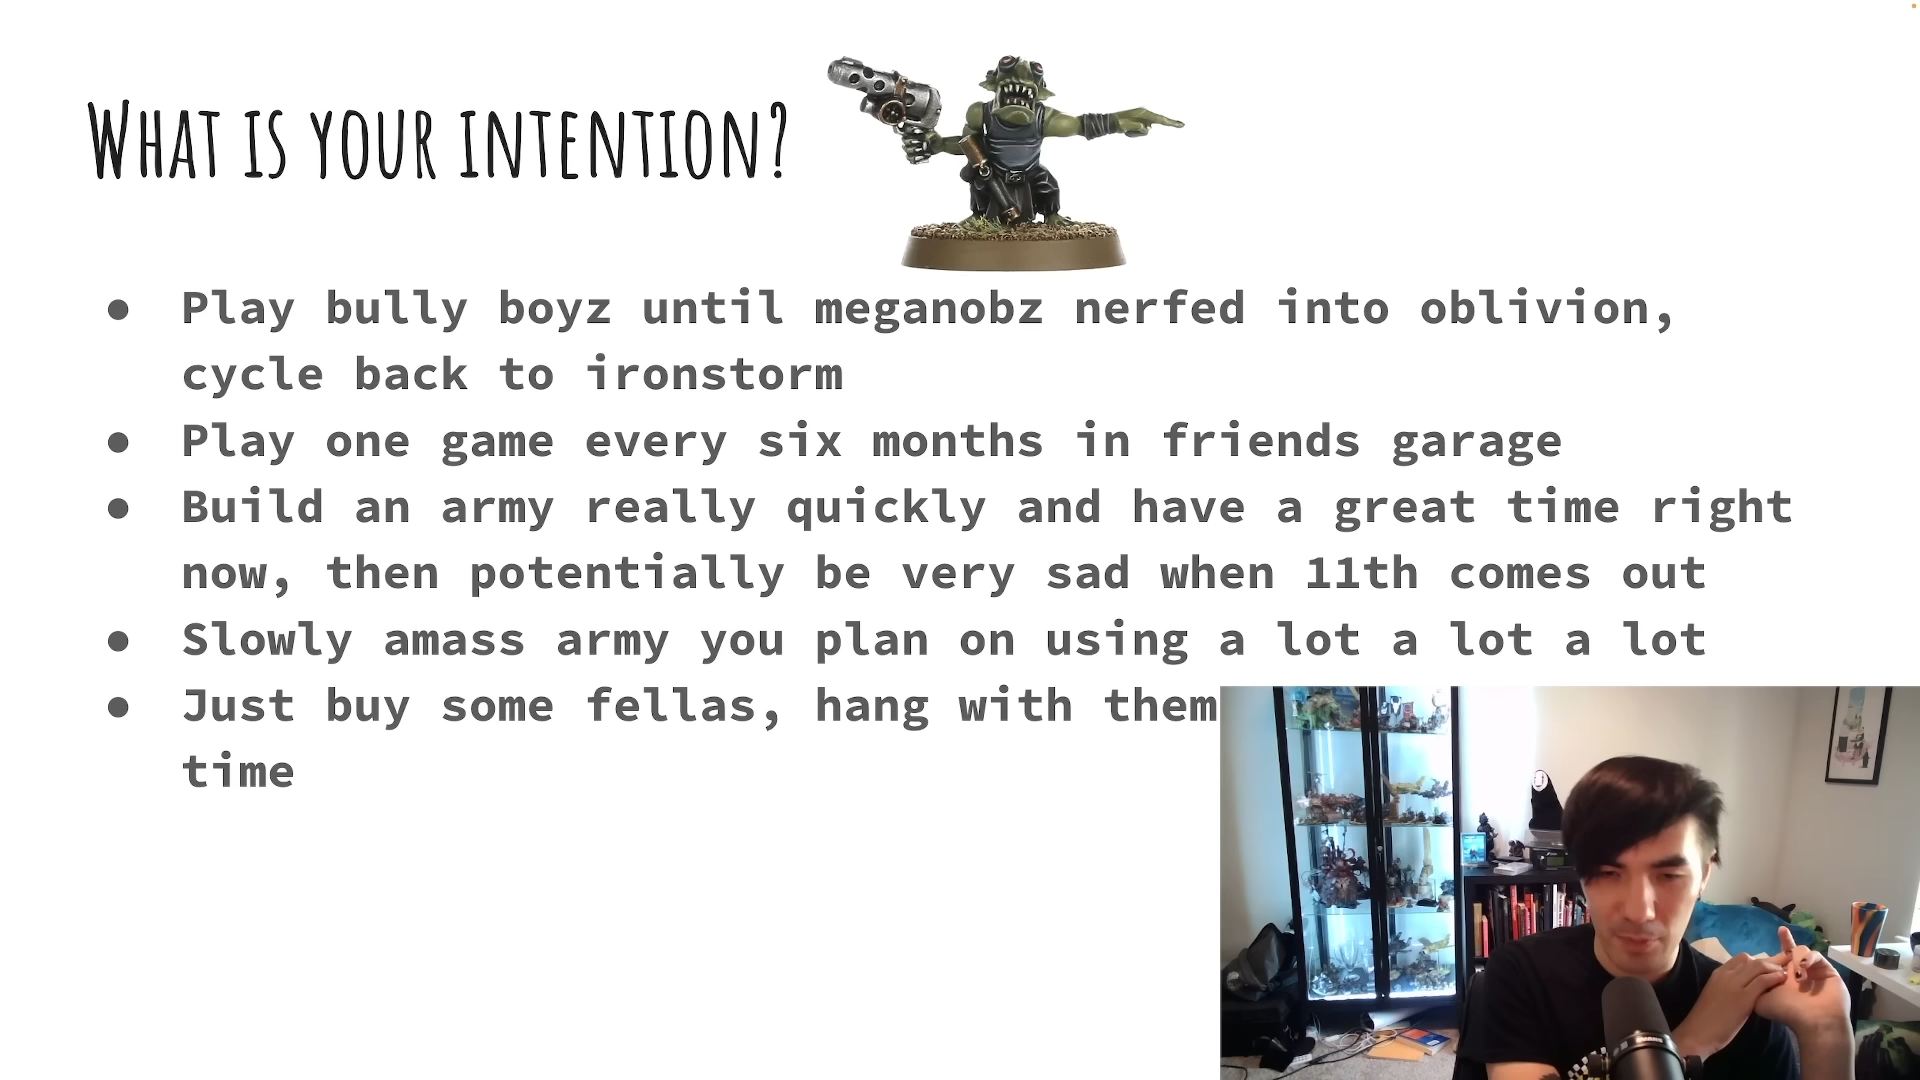 What is your intention?
● Play bully boyz until meganobz nerfed into oblivion,
cycle back to ironstorm
● Play one game every six months in friends garage
● Build an army really quickly and have a great time right
now, then potentially be very sad when 11th comes out
● Slowly amass army you plan on using a lot a lot a lot
● Just buy some fellas, hang with them
time